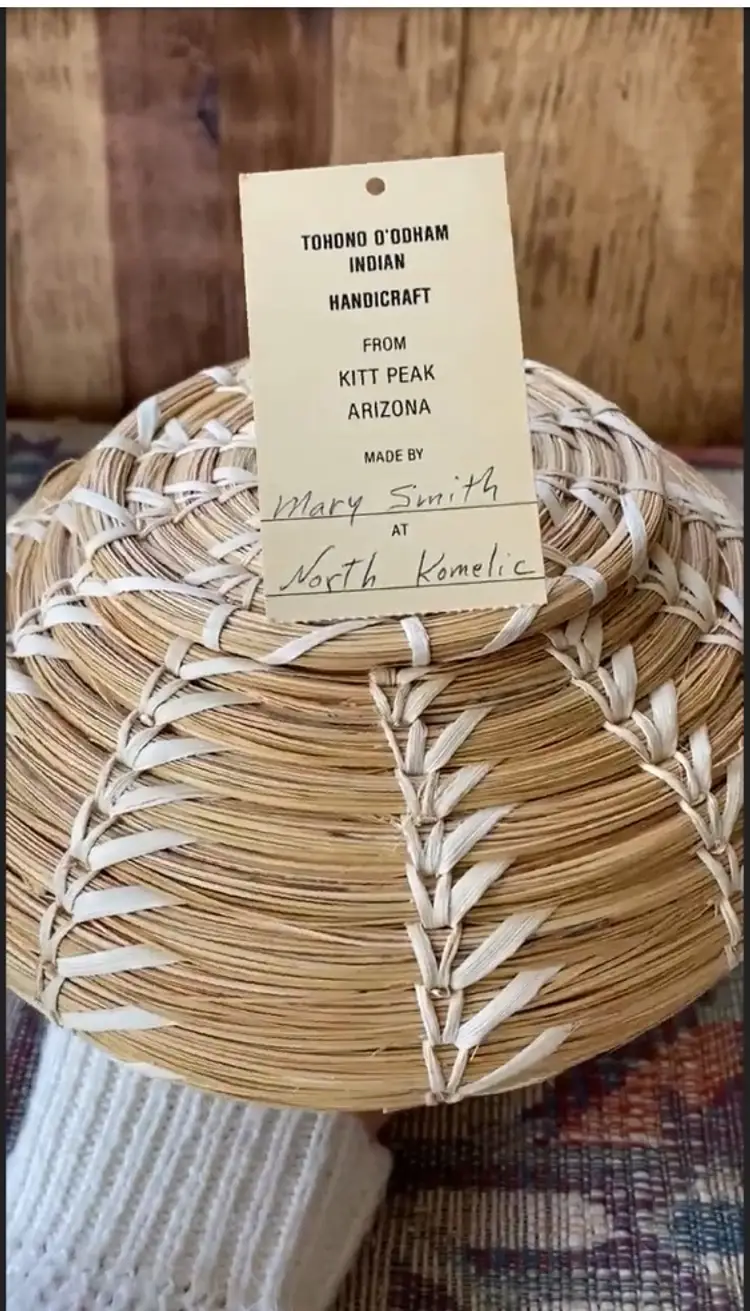 TOHONO O'ODHAM
INDIAN
HANDICRAFT
FROM
KITT PEAK
ARIZONA
MADE BY
Mary Smith
AT
North Komelic